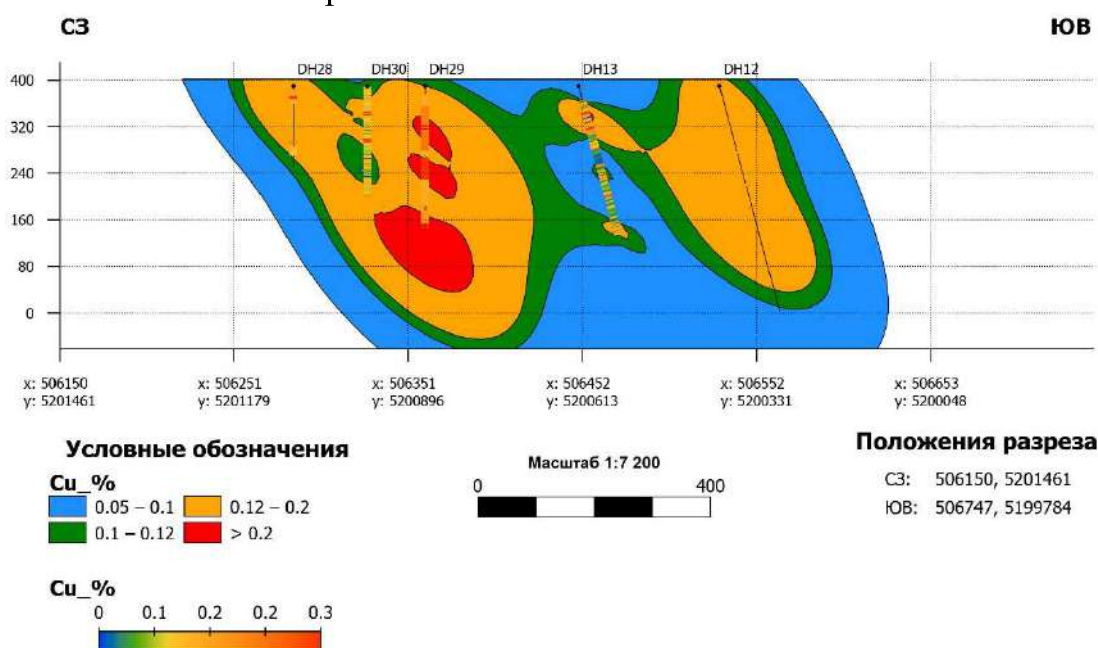 СЗ
ЮВ
DH28 DH30 DH29 DH13 DH12
400
320
240
160
80
0
x: 506150 x: 506251 x: 506351 x: 506452 x: 506552 x: 506653
y: 5201461 y: 5201179 y: 5200896 y: 5200613 y: 5200331 y: 5200048
Условные обозначения
Cu_%
0.05 – 0.1 0.12 – 0.2
0.1 – 0.12 > 0.2
Cu_%
0 0.1 0.2 0.2 0.3
Масштаб 1:7 200
0 400
Положения разреза
СЗ: 506150, 5201461
ЮВ: 506747, 5199784